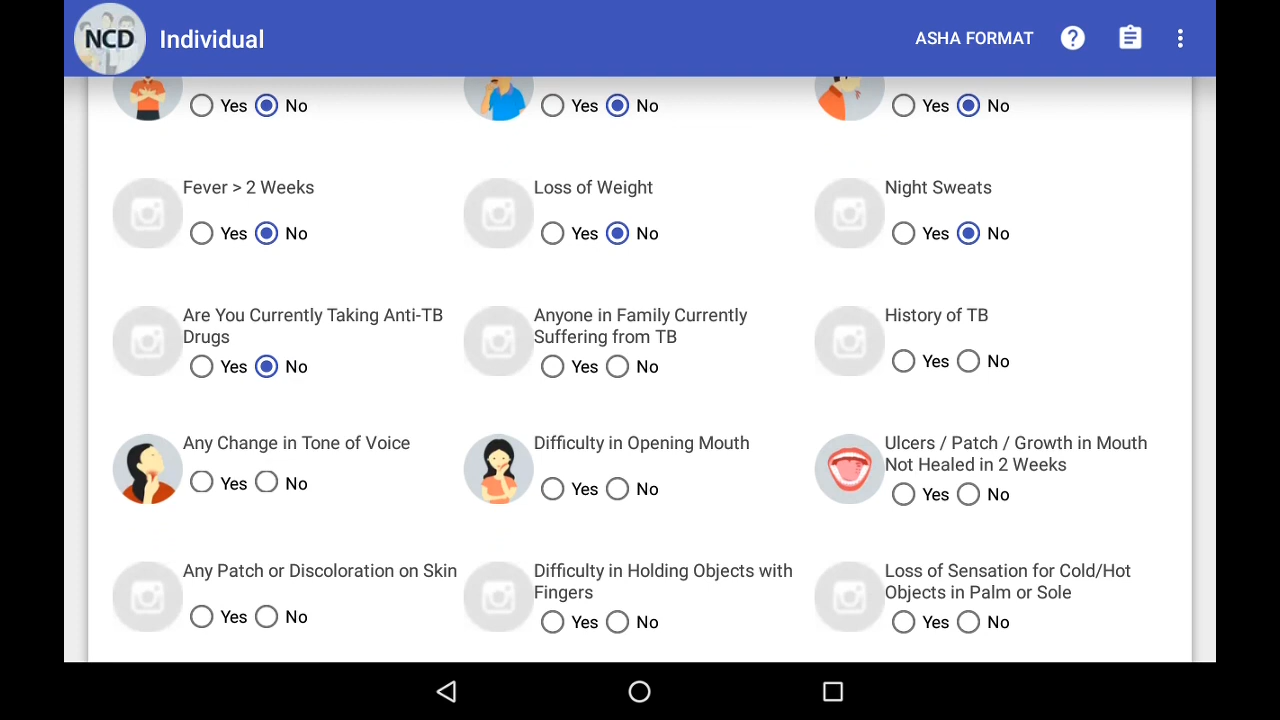 NCD Individual ASHA FORMAT ?
Yes No Yes No Yes No
Fever > 2 Weeks Loss of Weight Night Sweats
Yes No Yes No Yes No
Are You Currently Taking Anti-TB Anyone in Family Currently History of TB
Drugs Suffering from TB
Yes No Yes No Yes No
Any Change in Tone of Voice Difficulty in Opening Mouth Ulcers / Patch / Growth in Mouth
Not Healed in 2 Weeks
Yes No Yes No Yes No
Any Patch or Discoloration on Skin Difficulty in Holding Objects with Loss of Sensation for Cold/Hot
Fingers Objects in Palm or Sole
Yes No Yes No Yes No